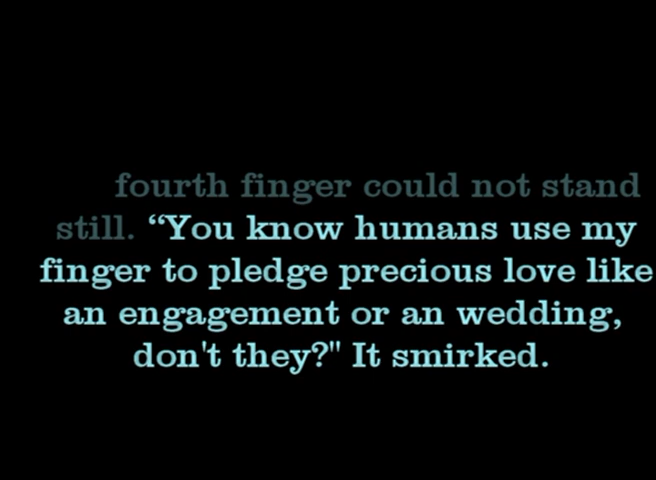 fourth finger could not stand
still. “You know humans use my
finger to pledge precious love like
an engagement or an wedding,
don't they?" It smirked.